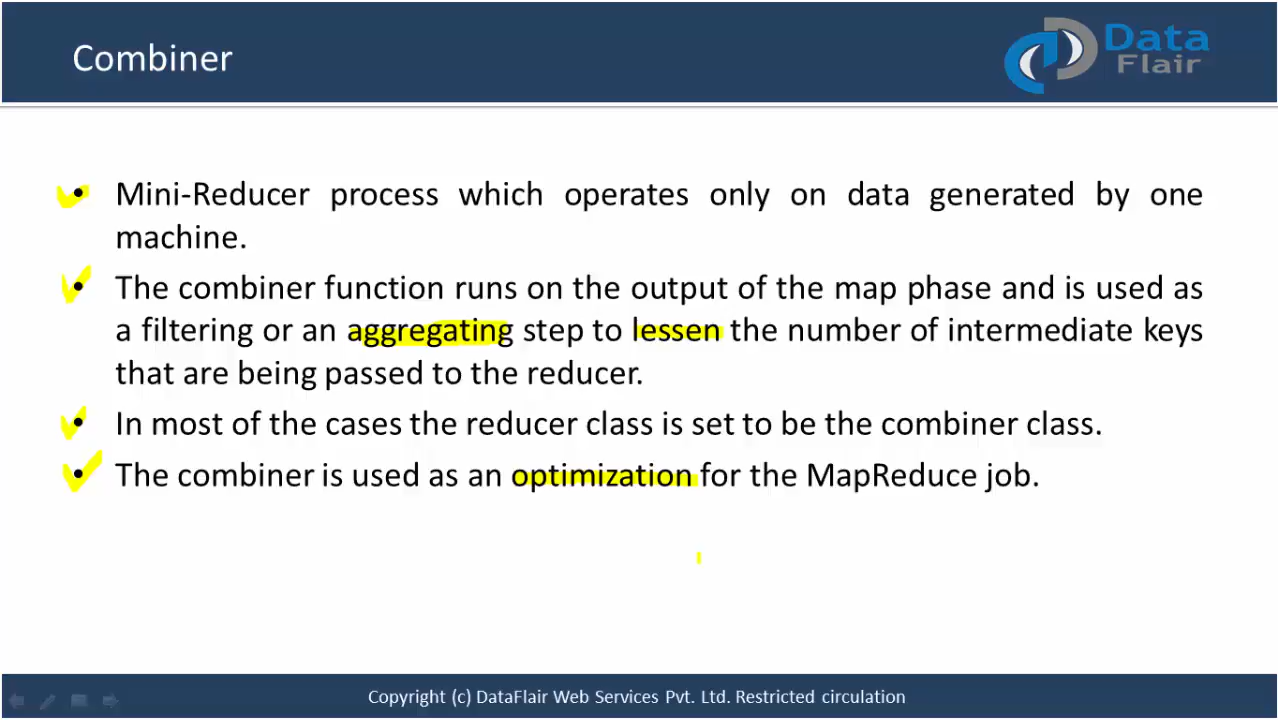 Combiner
Data
Flair
• Mini-Reducer process which operates only on data generated by one
machine.
• The combiner function runs on the output of the map phase and is used as
a filtering or an aggregating step to lessen the number of intermediate keys
that are being passed to the reducer.
• In most of the cases the reducer class is set to be the combiner class.
• The combiner is used as an optimization for the MapReduce job.
Copyright (c) DataFlair Web Services Pvt. Ltd. Restricted circulation